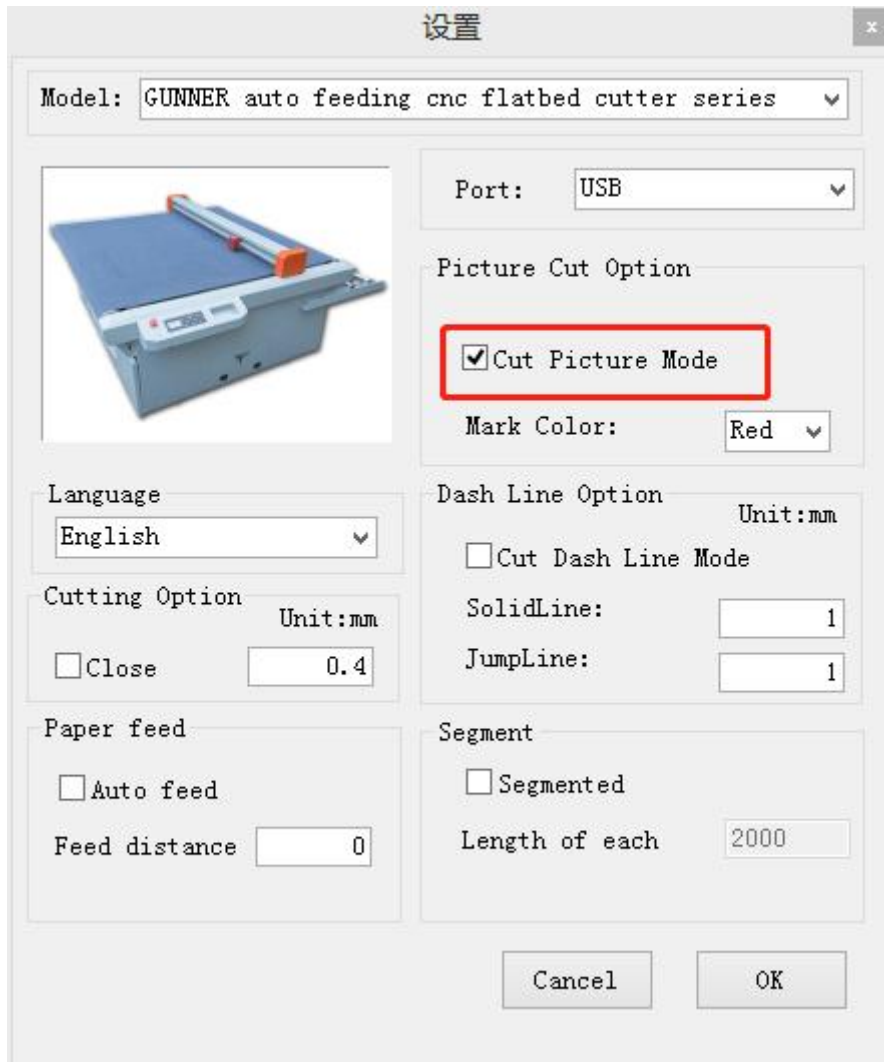 设置
x
Model: GUNNER auto feeding cnc flatbed cutter series
Port: USB
Picture Cut Option
Cut Picture Mode
Mark Color: Red
Language
English
Dash Line Option
Unit:mm
Cut Dash Line Mode
SolidLine: 1
JumpLine: 1
Cutting Option
Unit:mm
Close 0.4
Paper feed
Auto feed
Feed distance 0
Segment
Segmented
Length of each 2000
Cancel OK